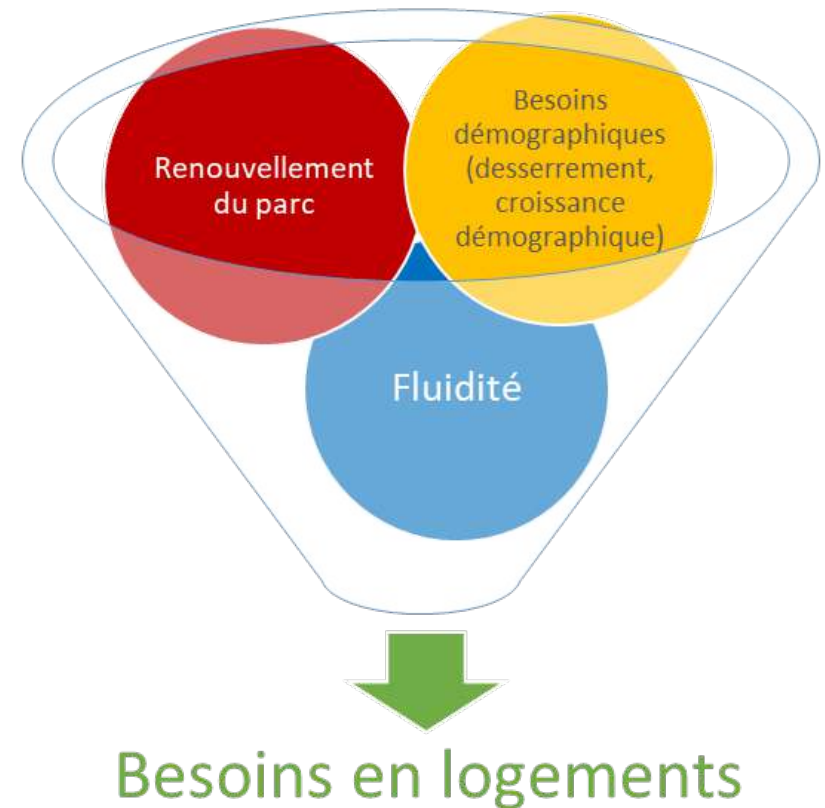 Renouvellement
du parc
Besoins
démographiques
(desserrement,
croissance
démographique)
Fluidité
Besoins en logements